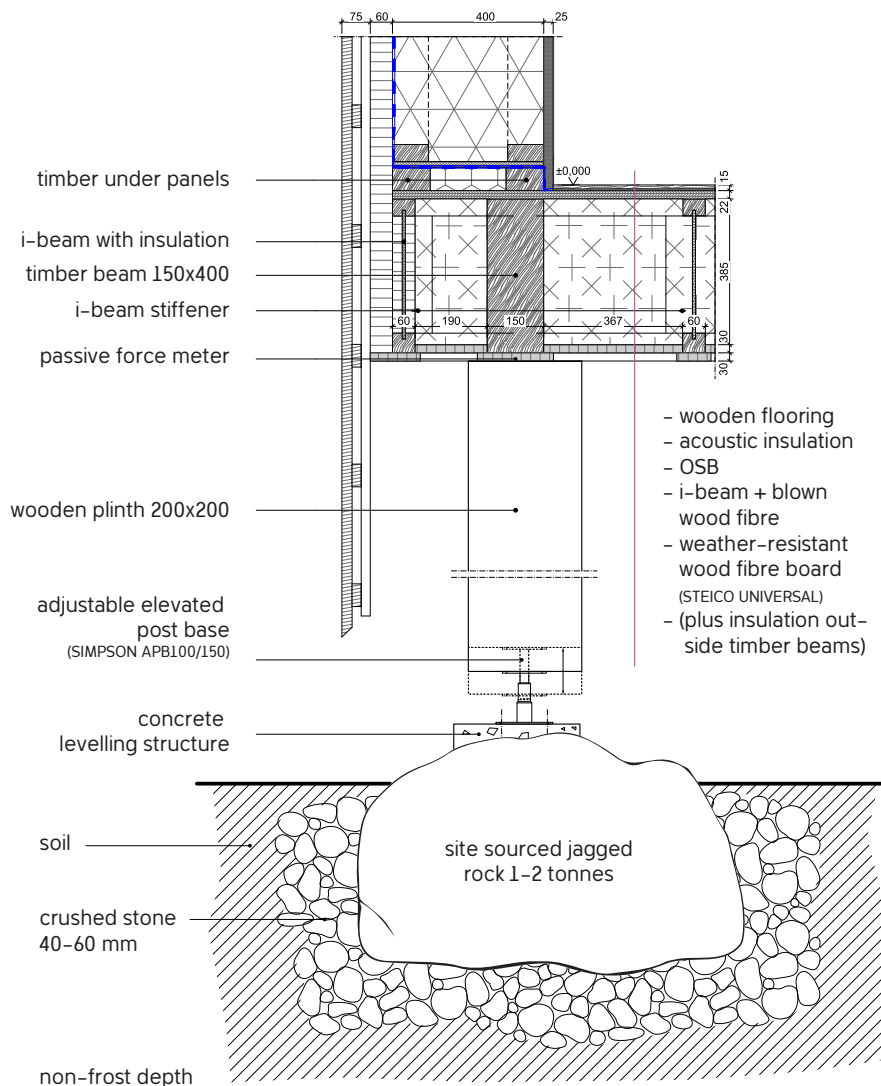 75 60 400 25
timber under panels
±0,000
15
22
i-beam with insulation
timber beam 150x400
385
i-beam stiffener
60 190 150 367 60
30
passive force meter
30
- wooden flooring
- acoustic insulation
- OSB
- i-beam + blown
wood fibre
- weather-resistant
wood fibre board
(STEICO UNIVERSAL)
- (plus insulation out-
side timber beams)
wooden plinth 200x200
adjustable elevated
post base
(SIMPSON APB100/150)
concrete
levelling structure
soil
site sourced jagged
rock 1-2 tonnes
crushed stone
40-60 mm
non-frost depth